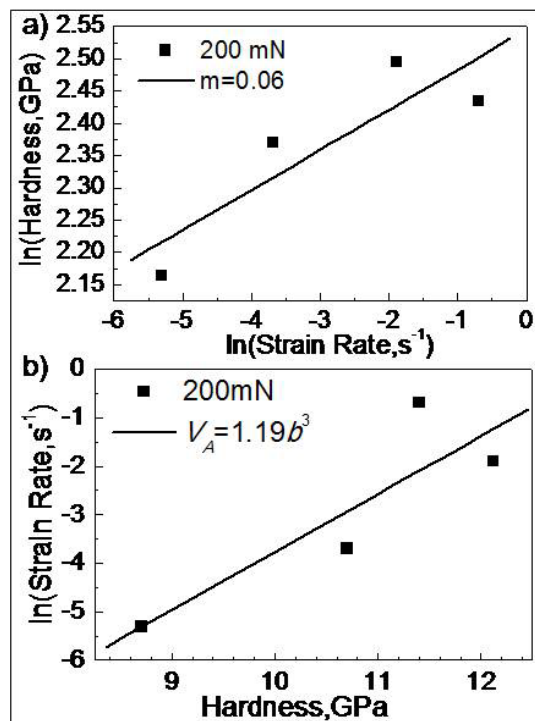 a)
2.55
2.50
2.45
2.40
2.35
2.30
2.25
2.20
2.15
ln(Hardness,GPa)
200 mN
m=0.06
-6 -5 -4 -3 -2 -1 0
ln(Strain Rate,s⁻¹)
b)
0
-1
-2
-3
-4
-5
-6
ln(Strain Rate,s⁻¹)
200mN
V_A=1.19b³
9 10 11 12
Hardness,GPa